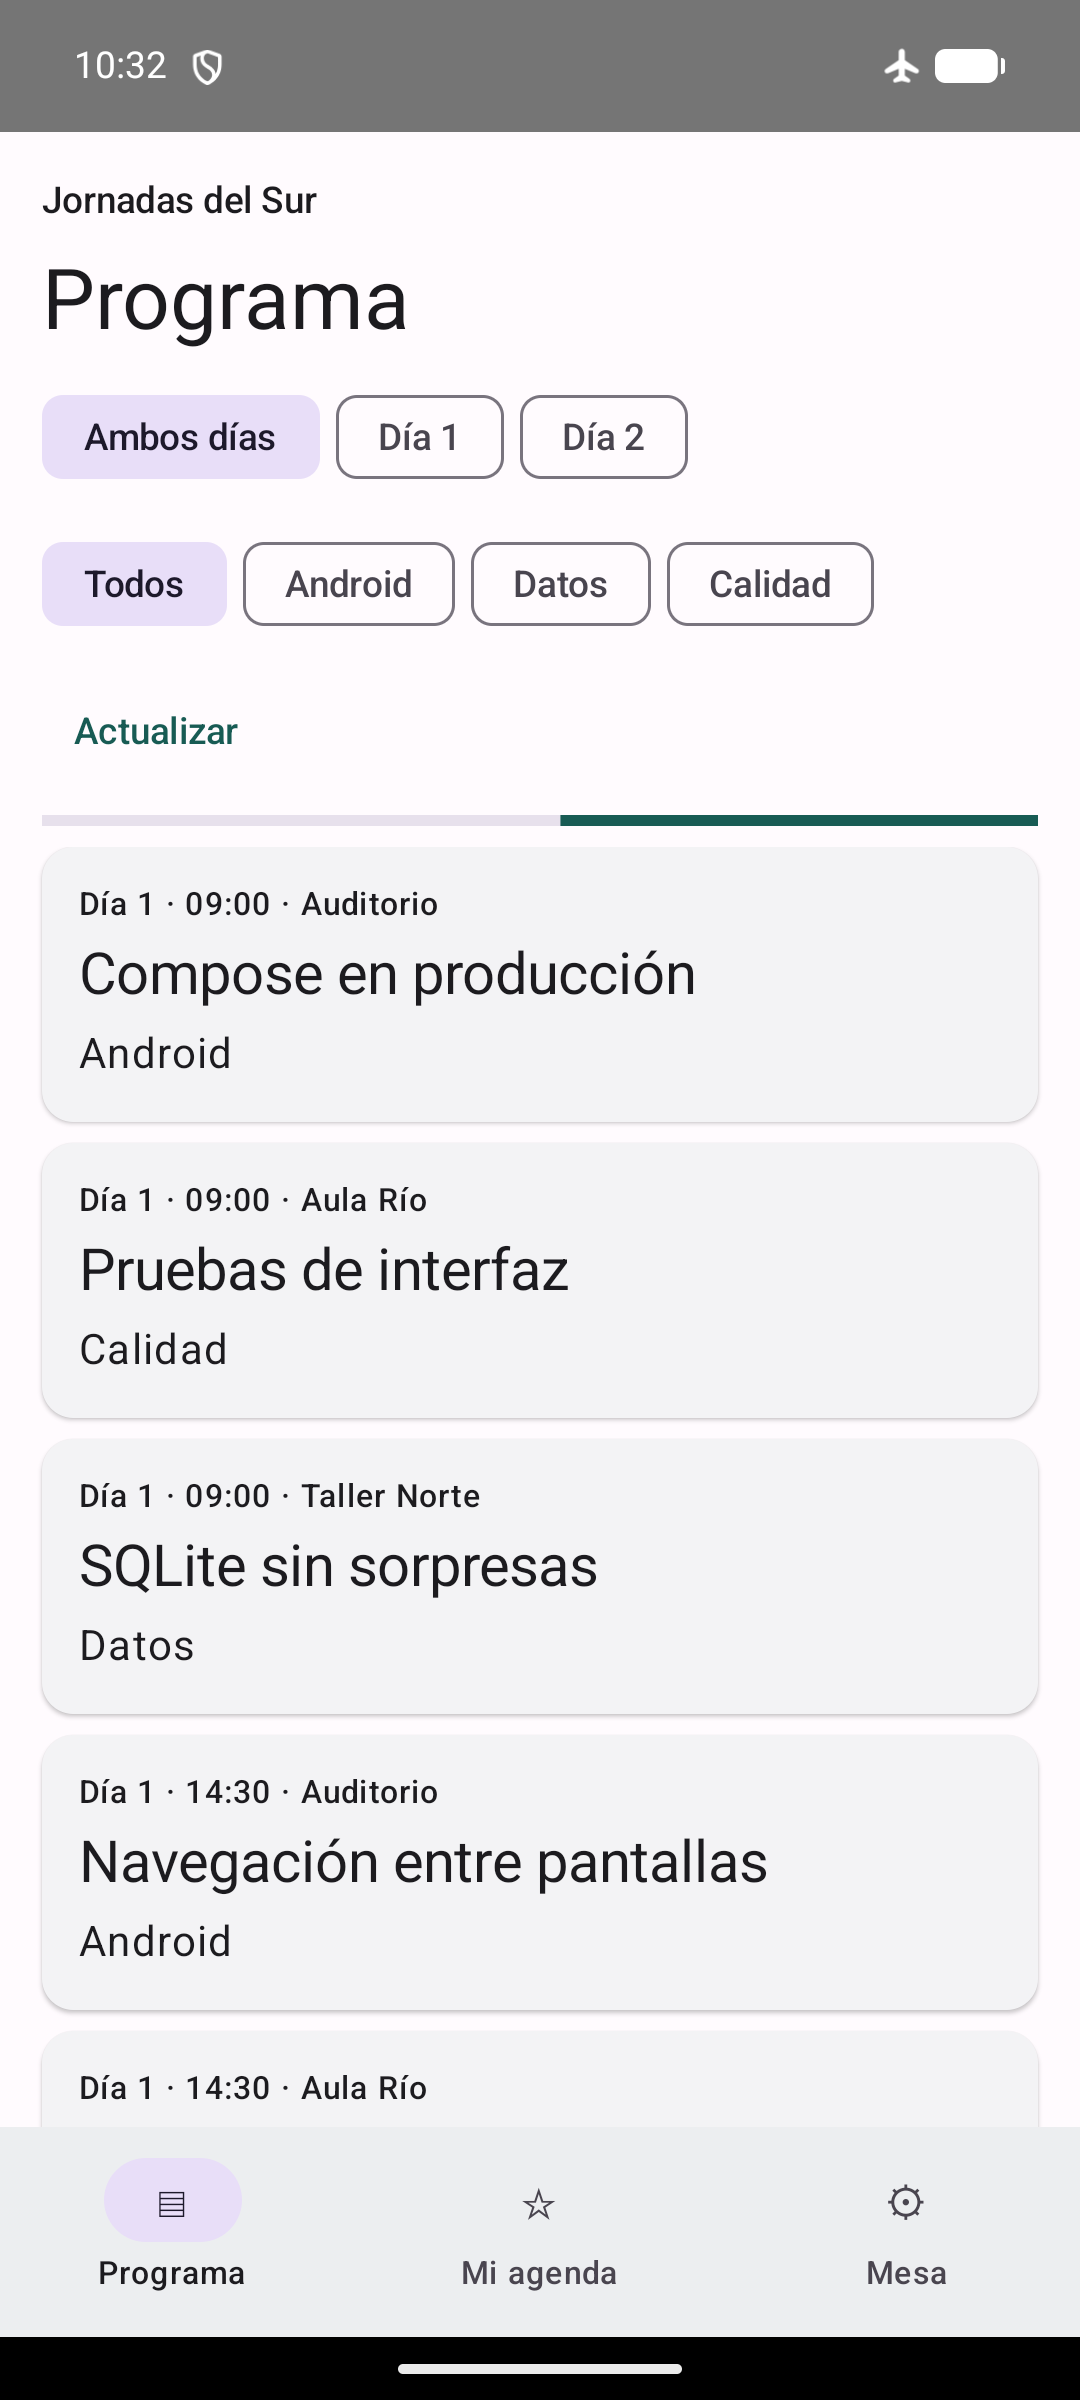 10:32
Jornadas del Sur
Programa
Ambos días
Día 1
Día 2
Todos
Android
Datos
Calidad
Actualizar
Día 1 · 09:00 · Auditorio
Compose en producción
Android
Día 1 · 09:00 · Aula Río
Pruebas de interfaz
Calidad
Día 1 · 09:00 · Taller Norte
SQLite sin sorpresas
Datos
Día 1 · 14:30 · Auditorio
Navegación entre pantallas
Android
Día 1 · 14:30 · Aula Río
Programa
Mi agenda
Mesa